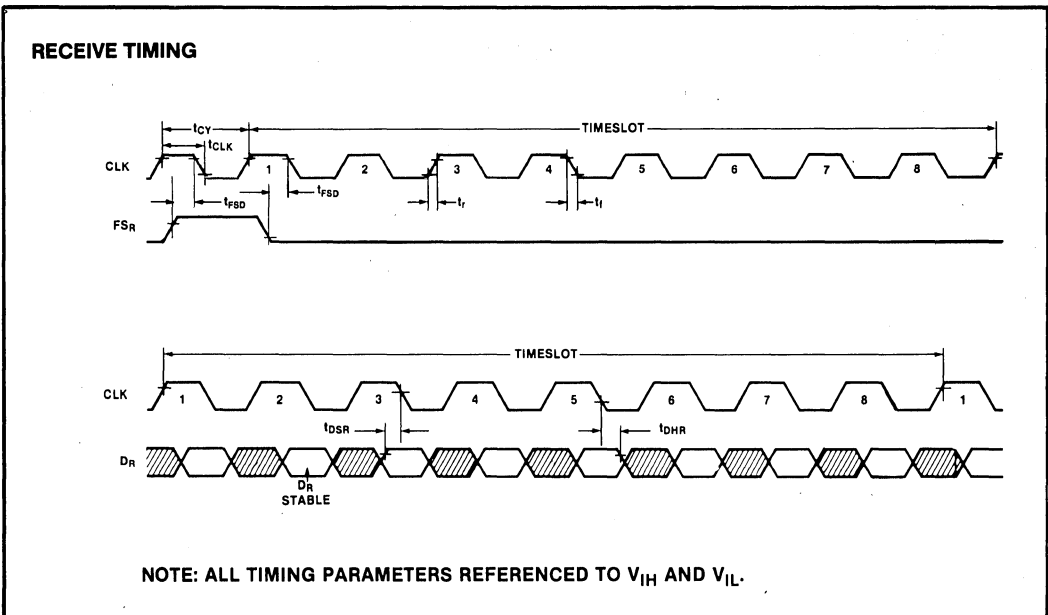 RECEIVE TIMING
tCY
TIMESLOT
tCLK
CLK
1 2 3 4 5 6 7 8
tFSD
tFSD
tr
tf
FSR
TIMESLOT
CLK
1 2 3 4 5 6 7 8 1
tDSR
tDHR
DR
DR
STABLE
NOTE: ALL TIMING PARAMETERS REFERENCED TO VIH AND VIL.